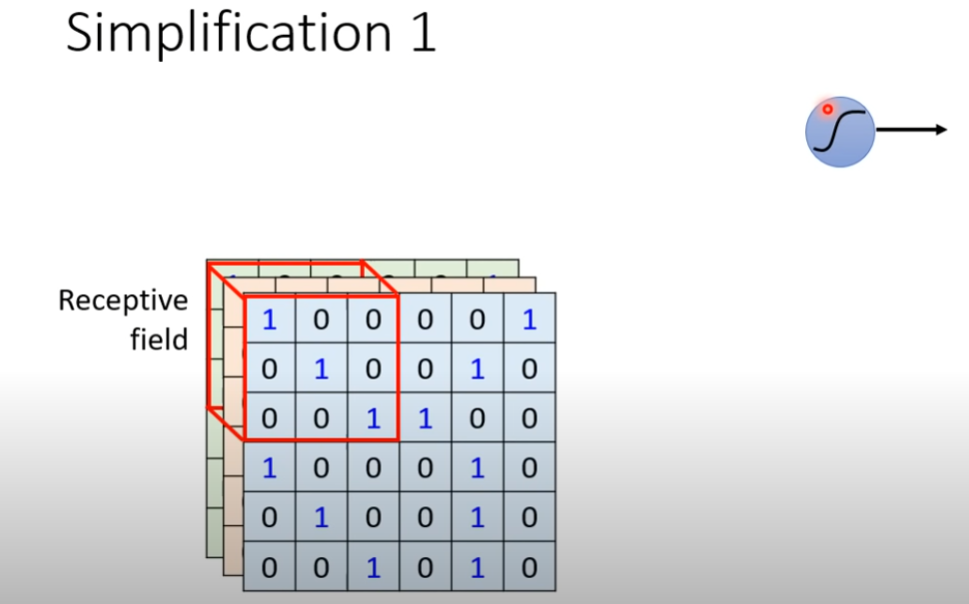 Simplification 1
Receptive
field
1 0 0 0 0 1
0 1 0 0 1 0
0 0 1 1 0 0
1 0 0 0 1 0
0 1 0 0 1 0
0 0 1 0 1 0